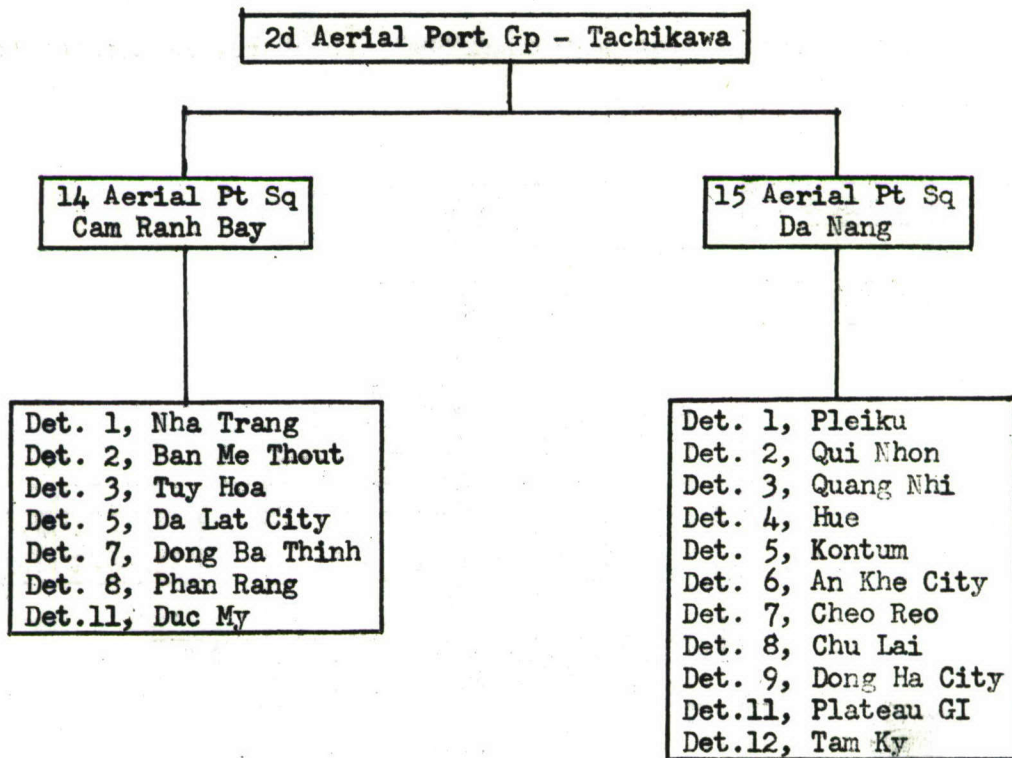 2d Aerial Port Gp - Tachikawa
14 Aerial Pt Sq
Cam Ranh Bay
15 Aerial Pt Sq
Da Nang
Det. 1, Nha Trang
Det. 2, Ban Me Thout
Det. 3, Tuy Hoa
Det. 5, Da Lat City
Det. 7, Dong Ba Thinh
Det. 8, Phan Rang
Det.11, Duc My
Det. 1, Pleiku
Det. 2, Qui Nhon
Det. 3, Quang Nhi
Det. 4, Hue
Det. 5, Kontum
Det. 6, An Khe City
Det. 7, Cheo Reo
Det. 8, Chu Lai
Det. 9, Dong Ha City
Det.11, Plateau GI
Det.12, Tam Ky